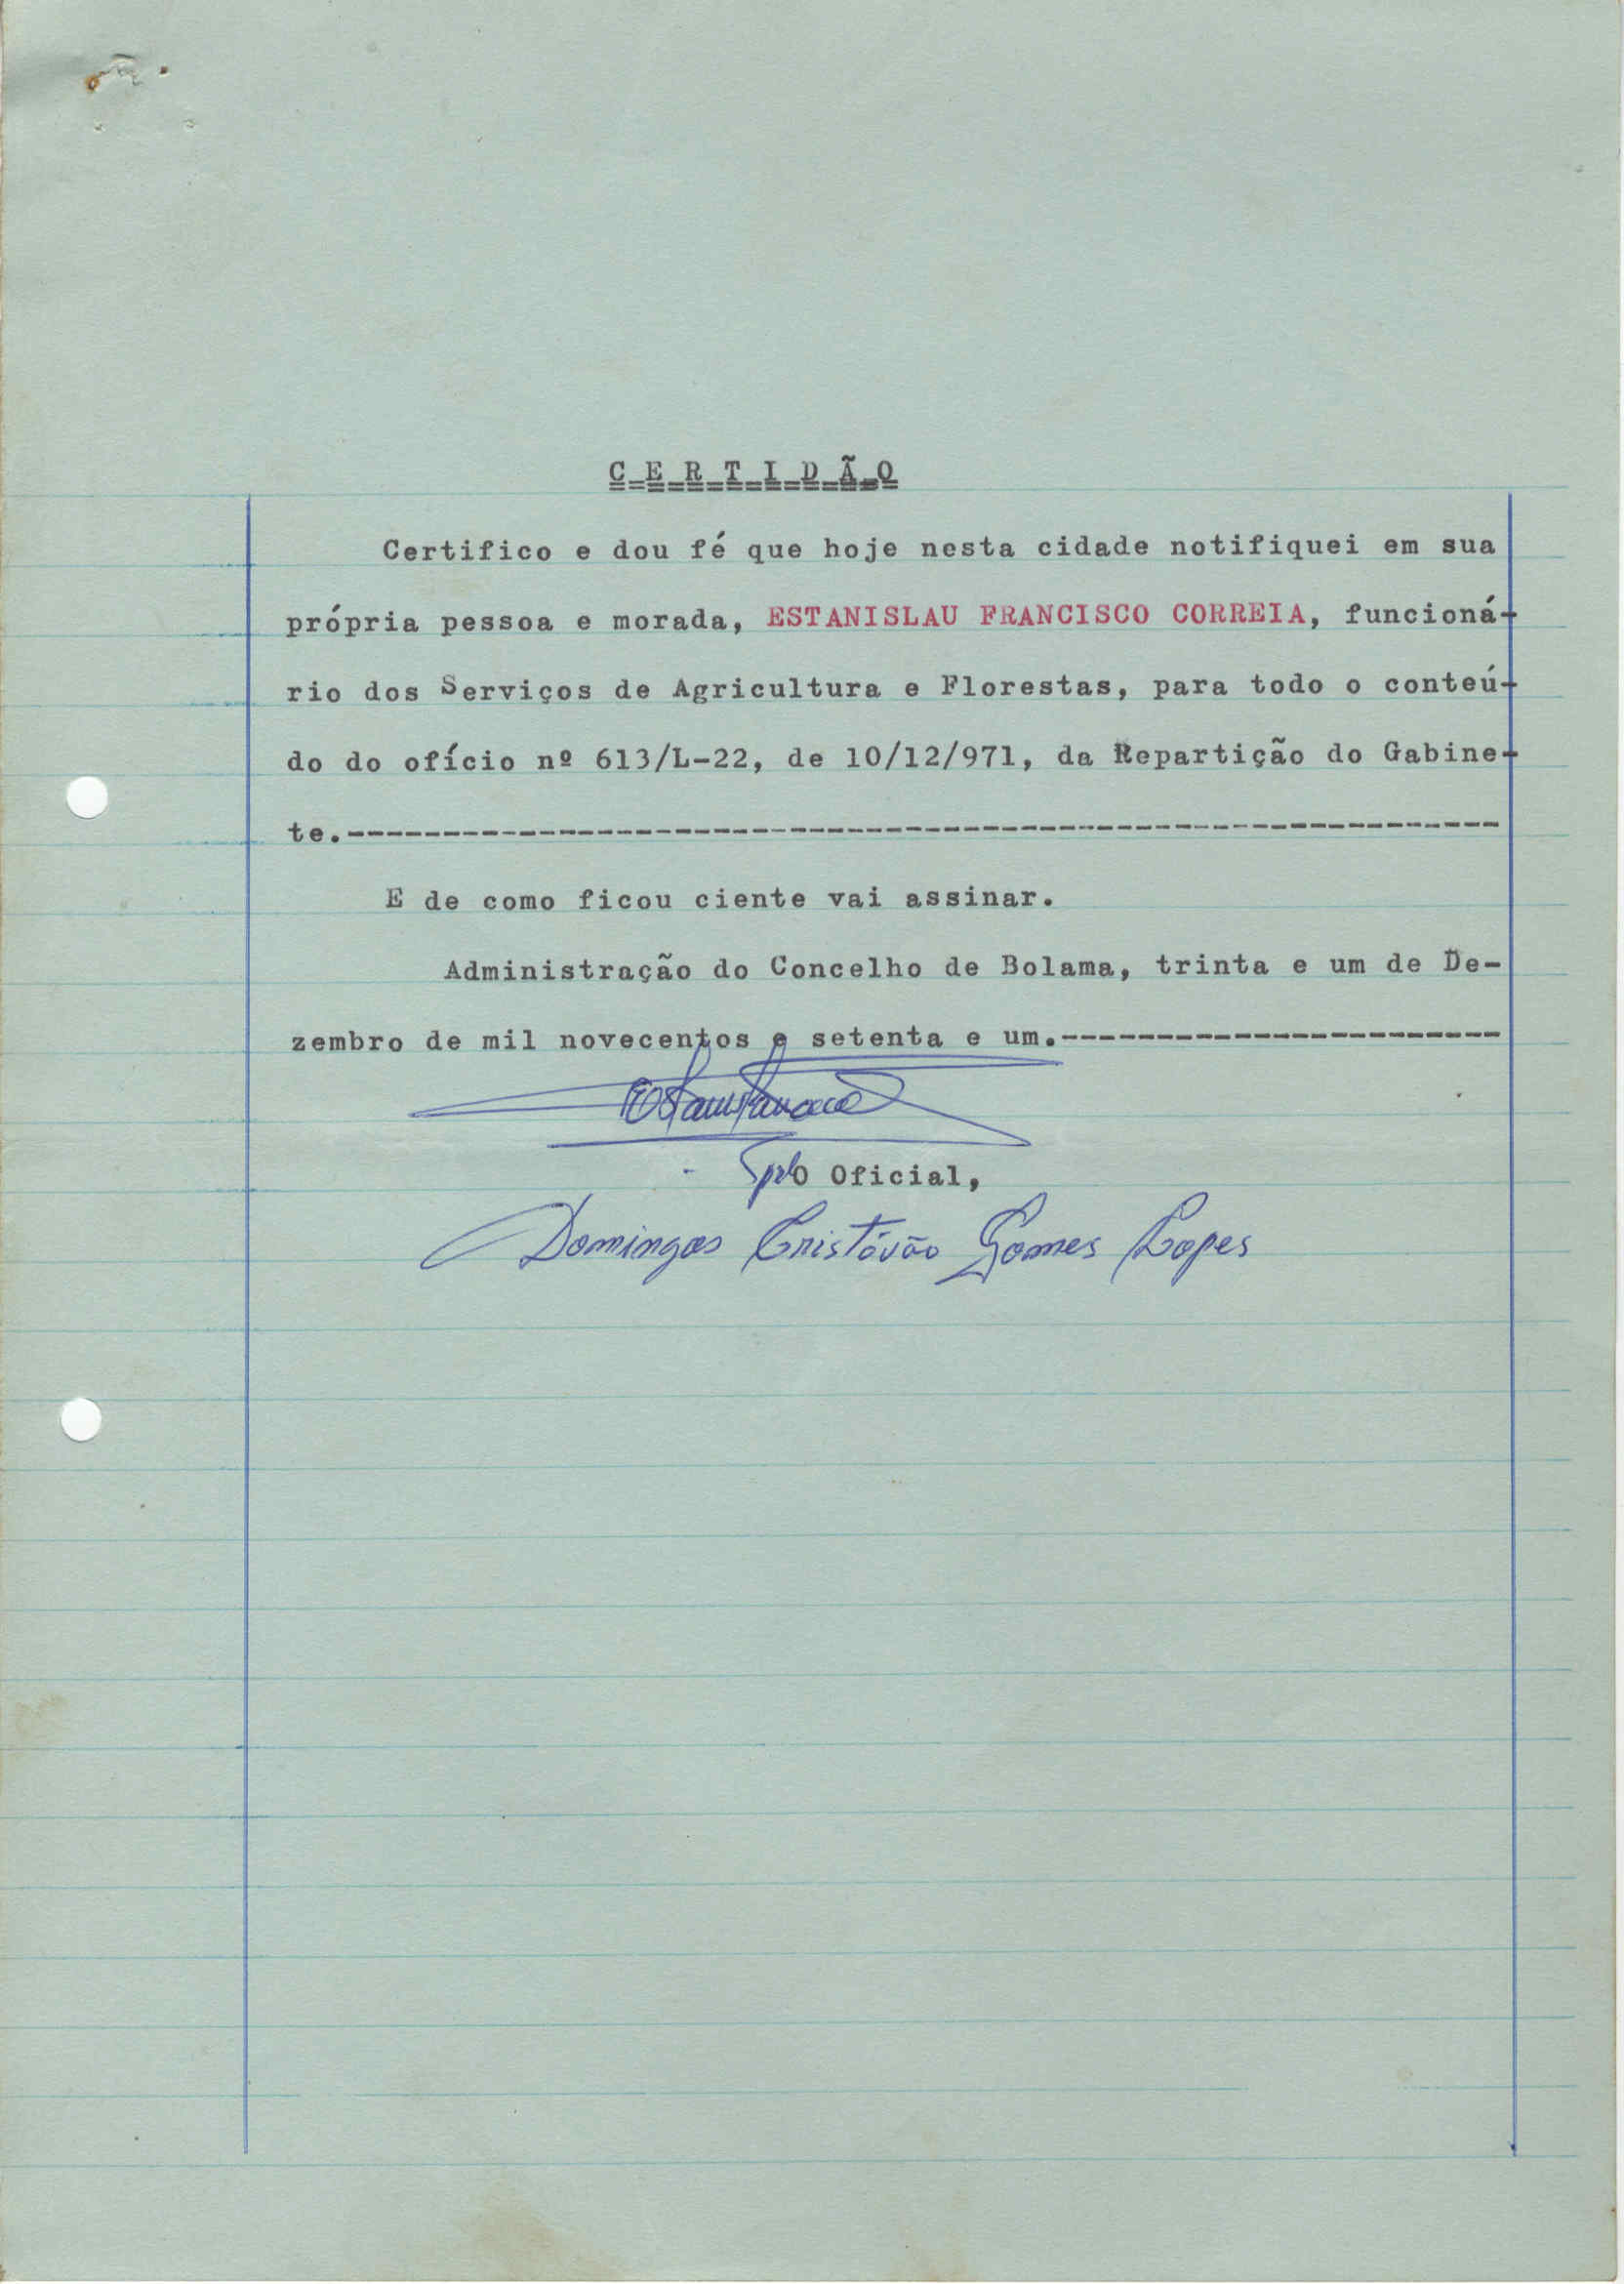 C E R T I D Ã O
Certifico e dou fé que hoje nesta cidade notifiquei em sua
própria pessoa e morada, ESTANISLAU FRANCISCO CORREIA, funcioná-
rio dos Serviços de Agricultura e Florestas, para todo o conteú-
do do ofício nº 613/L-22, de 10/12/971, da Repartição do Gabine-
te.------------------------------------------------------------
E de como ficou ciente vai assinar.
Administração do Concelho de Bolama, trinta e um de De-
zembro de mil novecentos e setenta e um.-----------------------
O Oficial,
Domingos Cristóvão Gomes Lopes